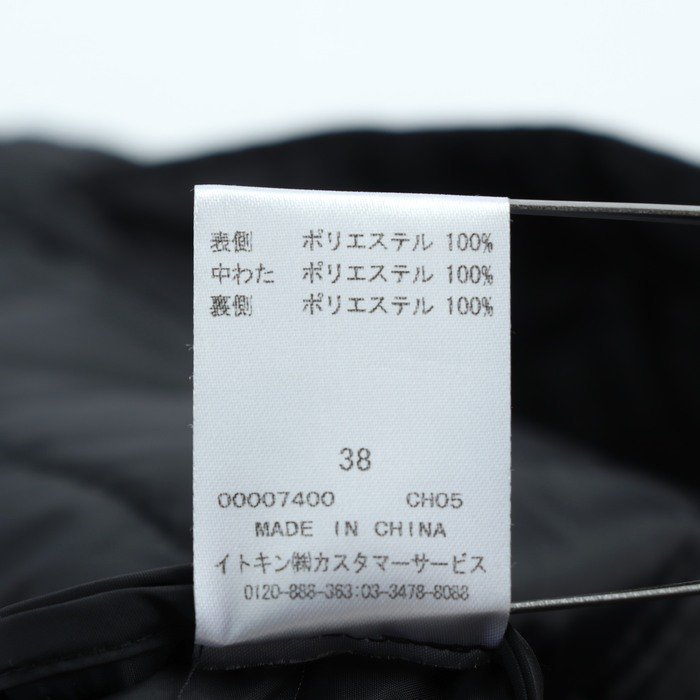 表側 ポリエステル 100%
中わた ポリエステル 100%
裏側 ポリエステル 100%
38
00007400 CH05
MADE IN CHINA
イトキン㈱カスタマーサービス
0120-888-363:03-3478-8088